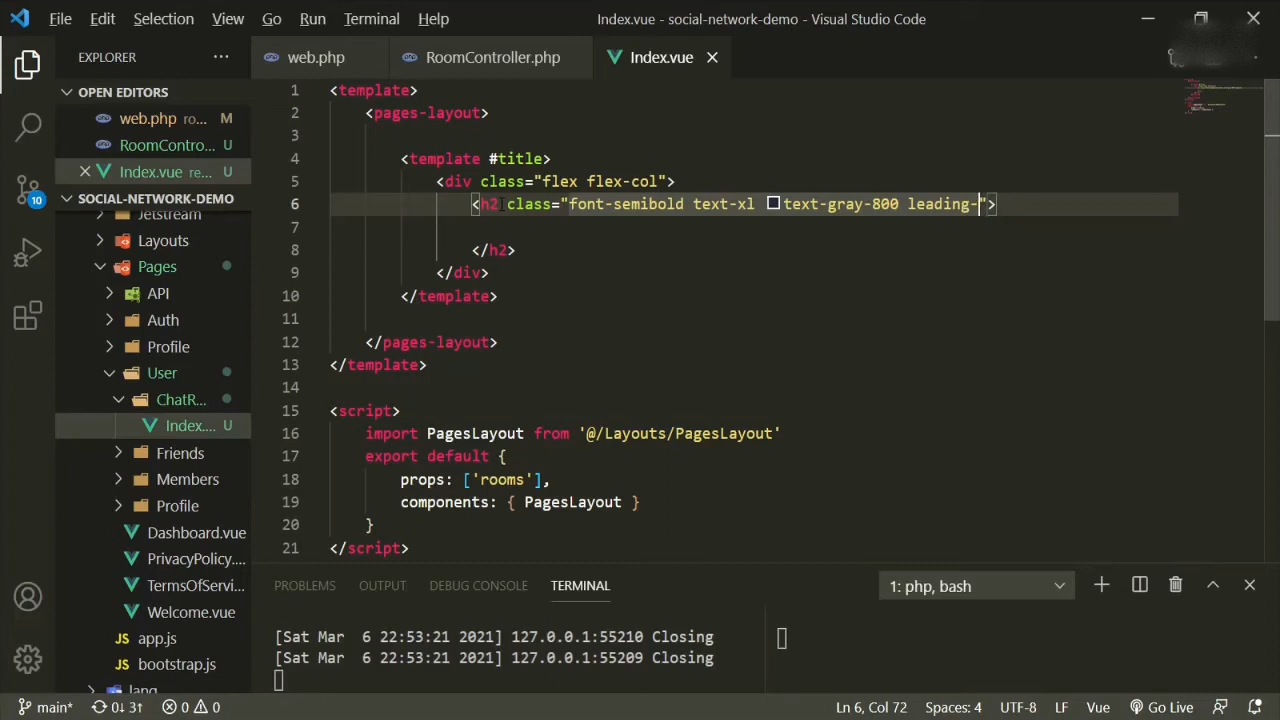 File Edit Selection View Go Run Terminal Help Index.vue - social-network-demo - Visual Studio Code
EXPLORER ··· web.php RoomController.php Index.vue
OPEN EDITORS
web.php ro... M
RoomContro... U
Index.vue re... U
SOCIAL-NETWORK-DEMO
Jetstream
Layouts
Pages
API
Auth
Profile
User
ChatR...
Index.... U
Friends
Members
Profile
Dashboard.vue
PrivacyPolicy....
TermsOfServi...
Welcome.vue
app.js
bootstrap.js
lang
10
1 <template>
2 <pages-layout>
3
4 <template #title>
5 <div class="flex flex-col">
6 <h2 class="font-semibold text-xl text-gray-800 leading-">
7
8 </h2>
9 </div>
10 </template>
11
12 </pages-layout>
13 </template>
14
15 <script>
16 import PagesLayout from '@/Layouts/PagesLayout'
17 export default {
18 props: ['rooms'],
19 components: { PagesLayout }
20 }
21 </script>
PROBLEMS OUTPUT DEBUG CONSOLE TERMINAL 1: php, bash
[Sat Mar 6 22:53:21 2021] 127.0.0.1:55210 Closing
[Sat Mar 6 22:53:21 2021] 127.0.0.1:55209 Closing
main* 0↓ 3↑ 0 0 Ln 6, Col 72 Spaces: 4 UTF-8 LF Vue Go Live